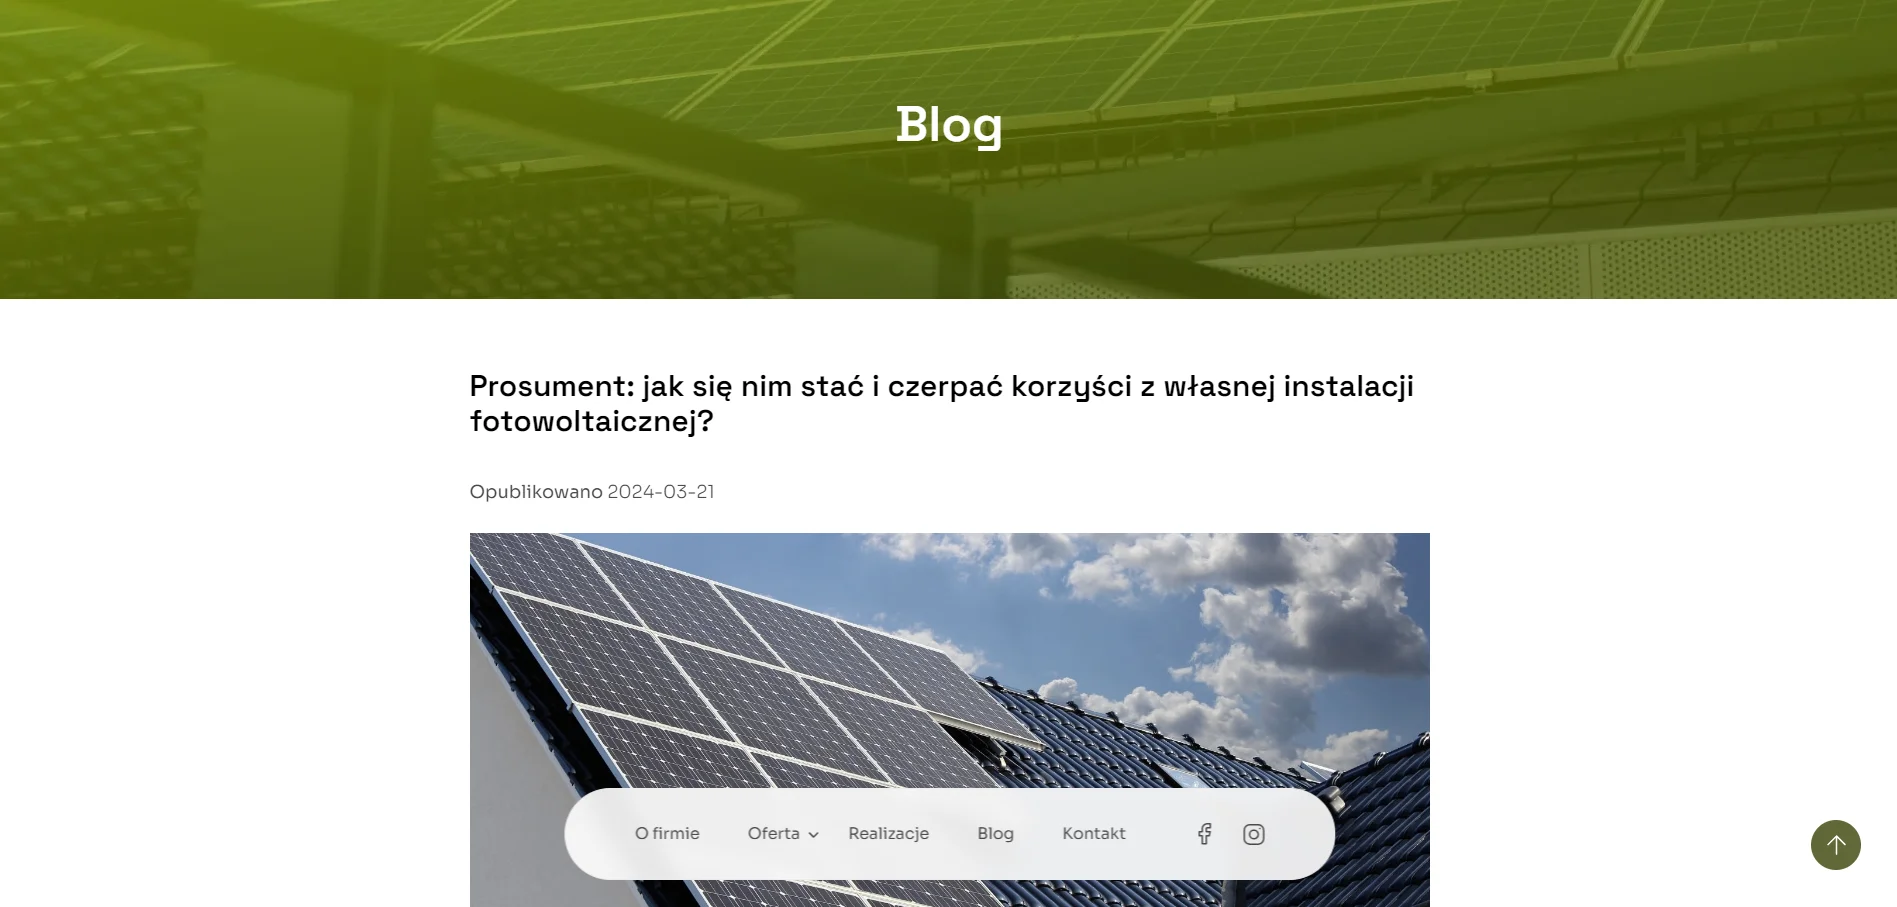 Blog
Prosument: jak się nim stać i czerpać korzyści z własnej instalacji
fotowoltaicznej?
Opublikowano 2024-03-21
O firmie Oferta Realizacje Blog Kontakt